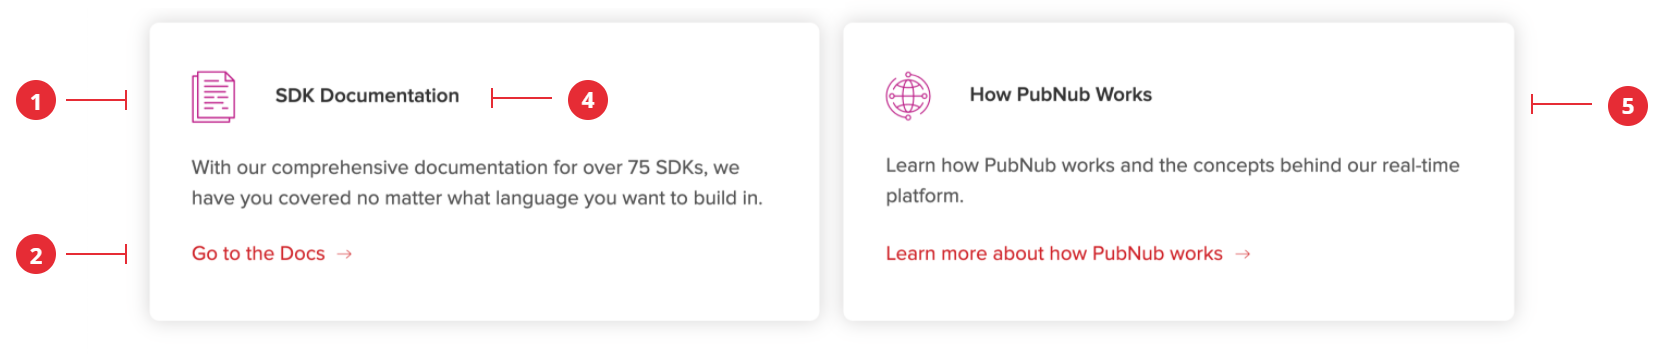 1
SDK Documentation
4
With our comprehensive documentation for over 75 SDKs, we
have you covered no matter what language you want to build in.
2
Go to the Docs →
How PubNub Works
5
Learn how PubNub works and the concepts behind our real-time
platform.
Learn more about how PubNub works →